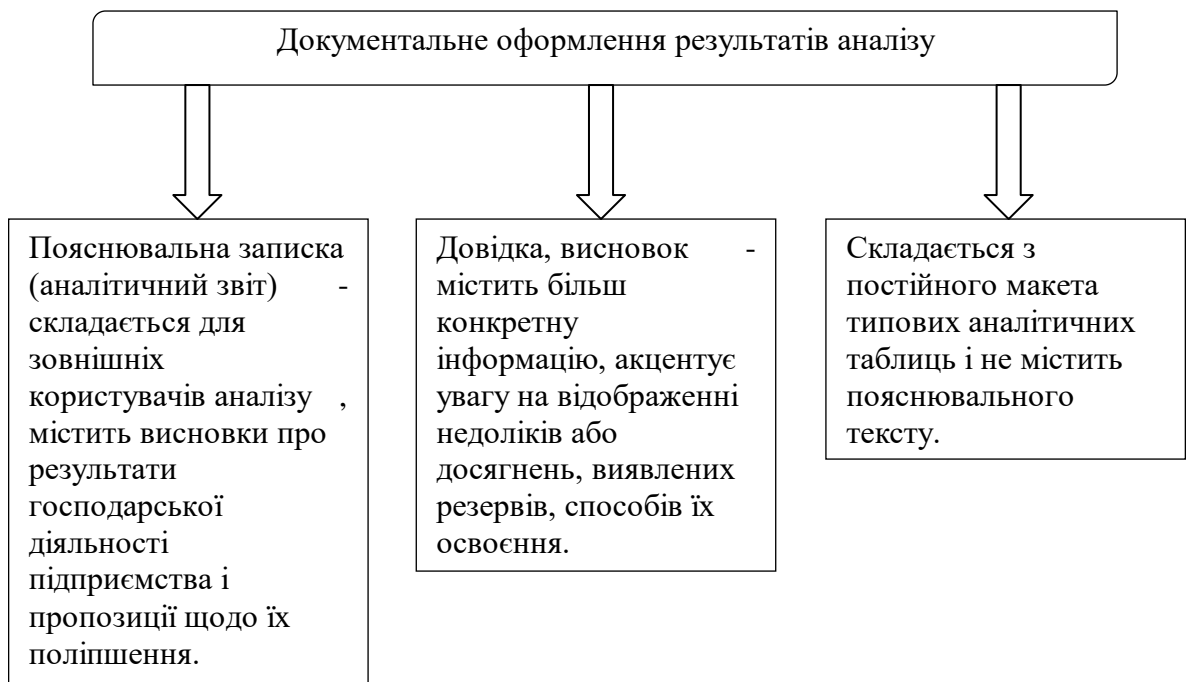 Документальне оформлення результатів аналізу
Пояснювальна записка
(аналітичний звіт) -
складається для
зовнішніх
користувачів аналізу ,
містить висновки про
результати
господарської
діяльності
підприємства і
пропозиції щодо їх
поліпшення.
Довідка, висновок -
містить більш
конкретну
інформацію, акцентує
увагу на відображенні
недоліків або
досягнень, виявлених
резервів, способів їх
освоєння.
Складається з
постійного макета
типових аналітичних
таблиць і не містить
пояснювального
тексту.